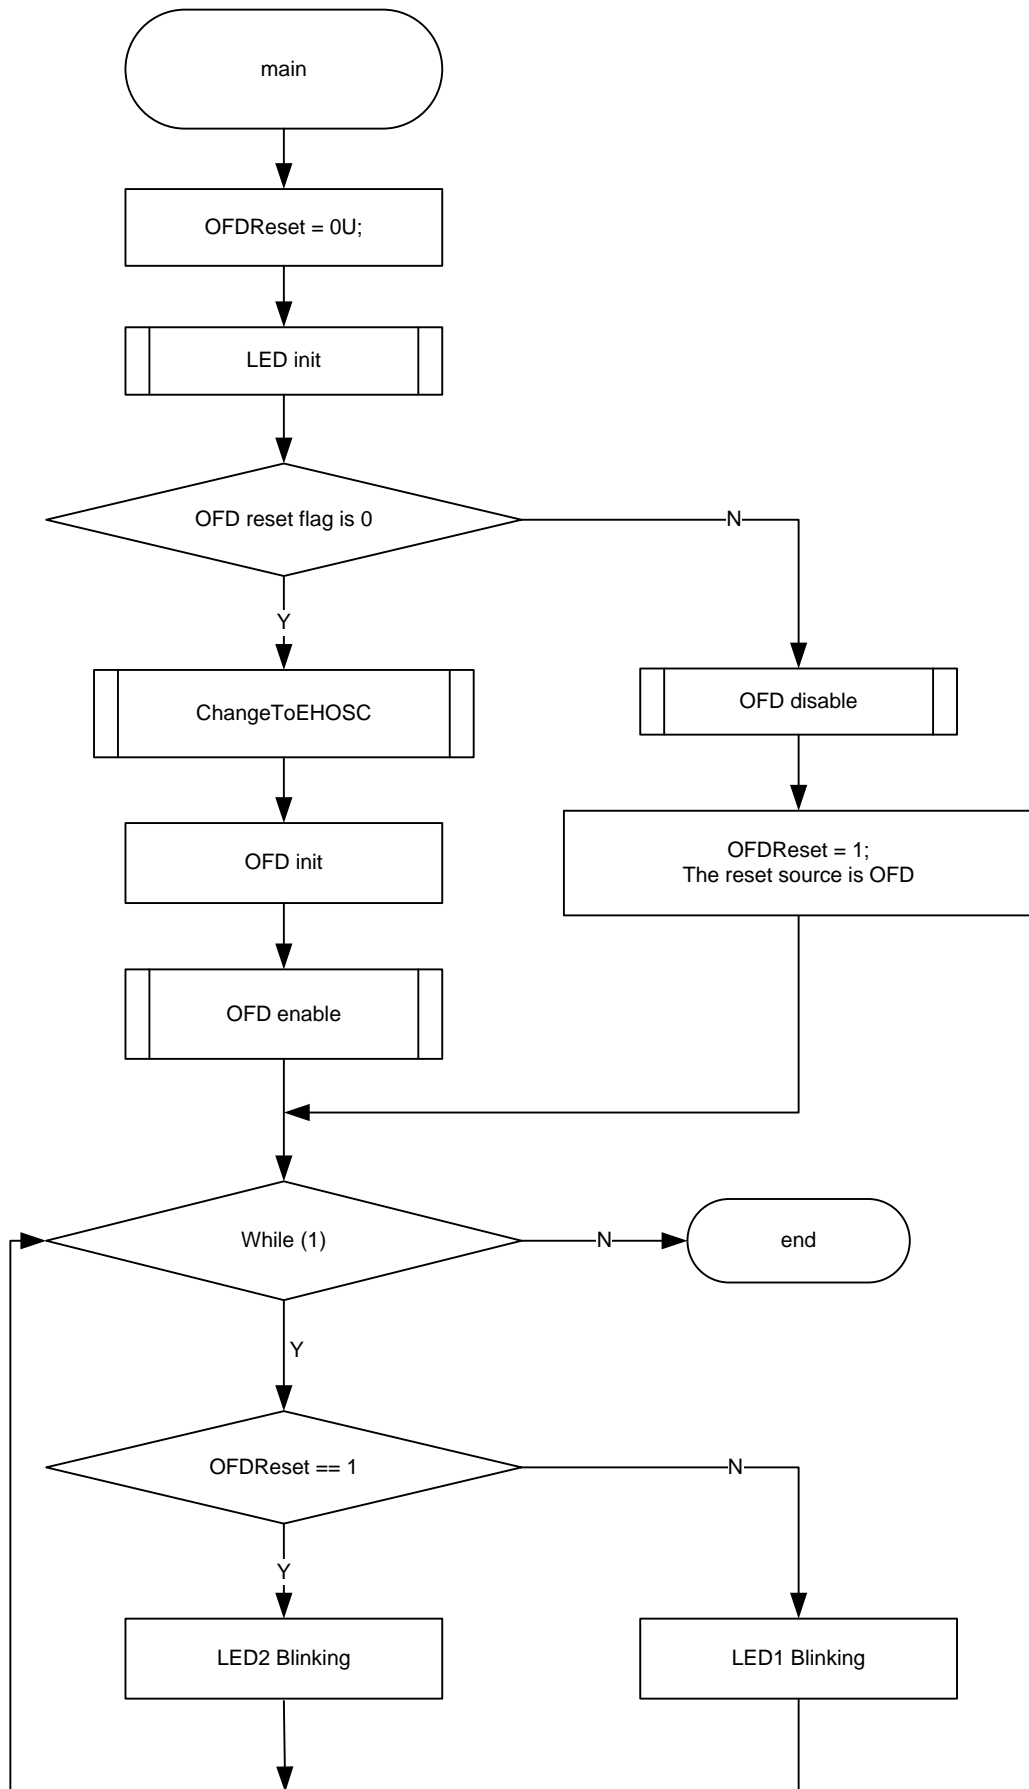 main
OFDReset = 0U;
LED init
OFD reset flag is 0
N
Y
ChangeToEHOSC
OFD disable
OFD init
OFDReset = 1;
The reset source is OFD
OFD enable
While (1)
N
end
Y
OFDReset == 1
N
Y
LED2 Blinking
LED1 Blinking